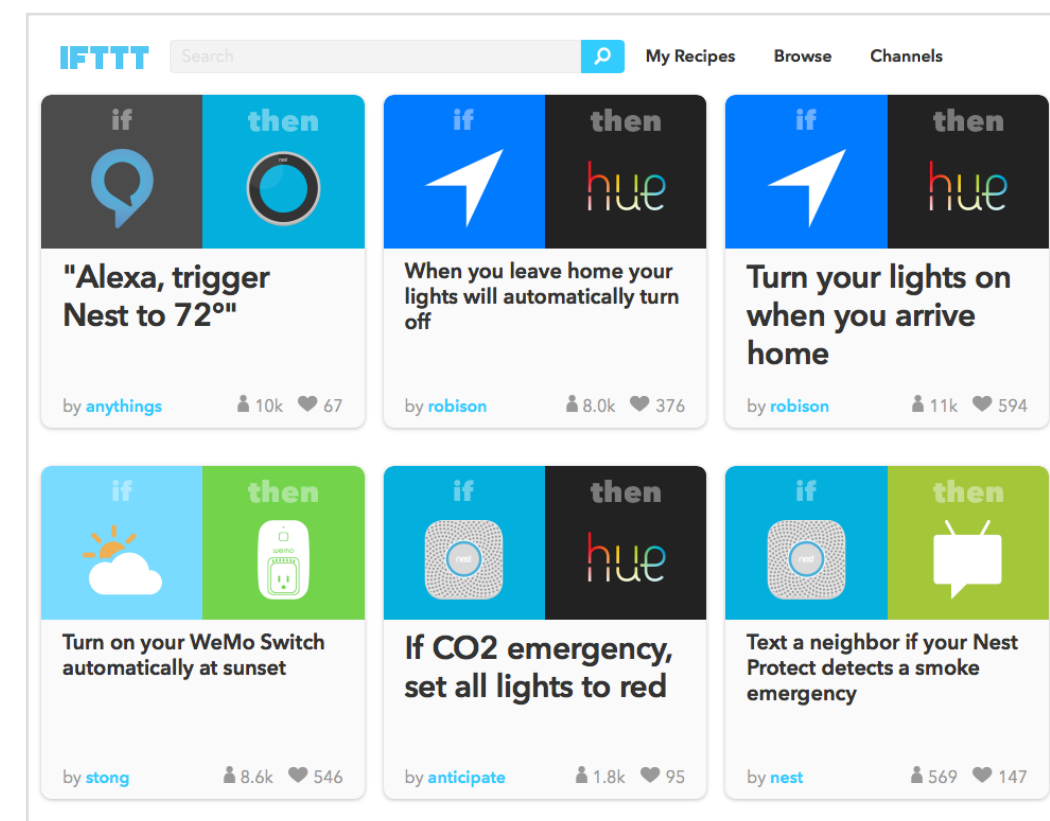 IFTTT Search My Recipes Browse Channels
if then if then if then
nest hue hue
"Alexa, trigger
Nest to 72°"
by anythings 10k 67
When you leave home your
lights will automatically turn
off
by robison 8.0k 376
Turn your lights on
when you arrive
home
by robison 11k 594
if then if then if then
wemo nest hue nest
Turn on your WeMo Switch
automatically at sunset
by stong 8.6k 546
If CO2 emergency,
set all lights to red
by anticipate 1.8k 95
Text a neighbor if your Nest
Protect detects a smoke
emergency
by nest 569 147